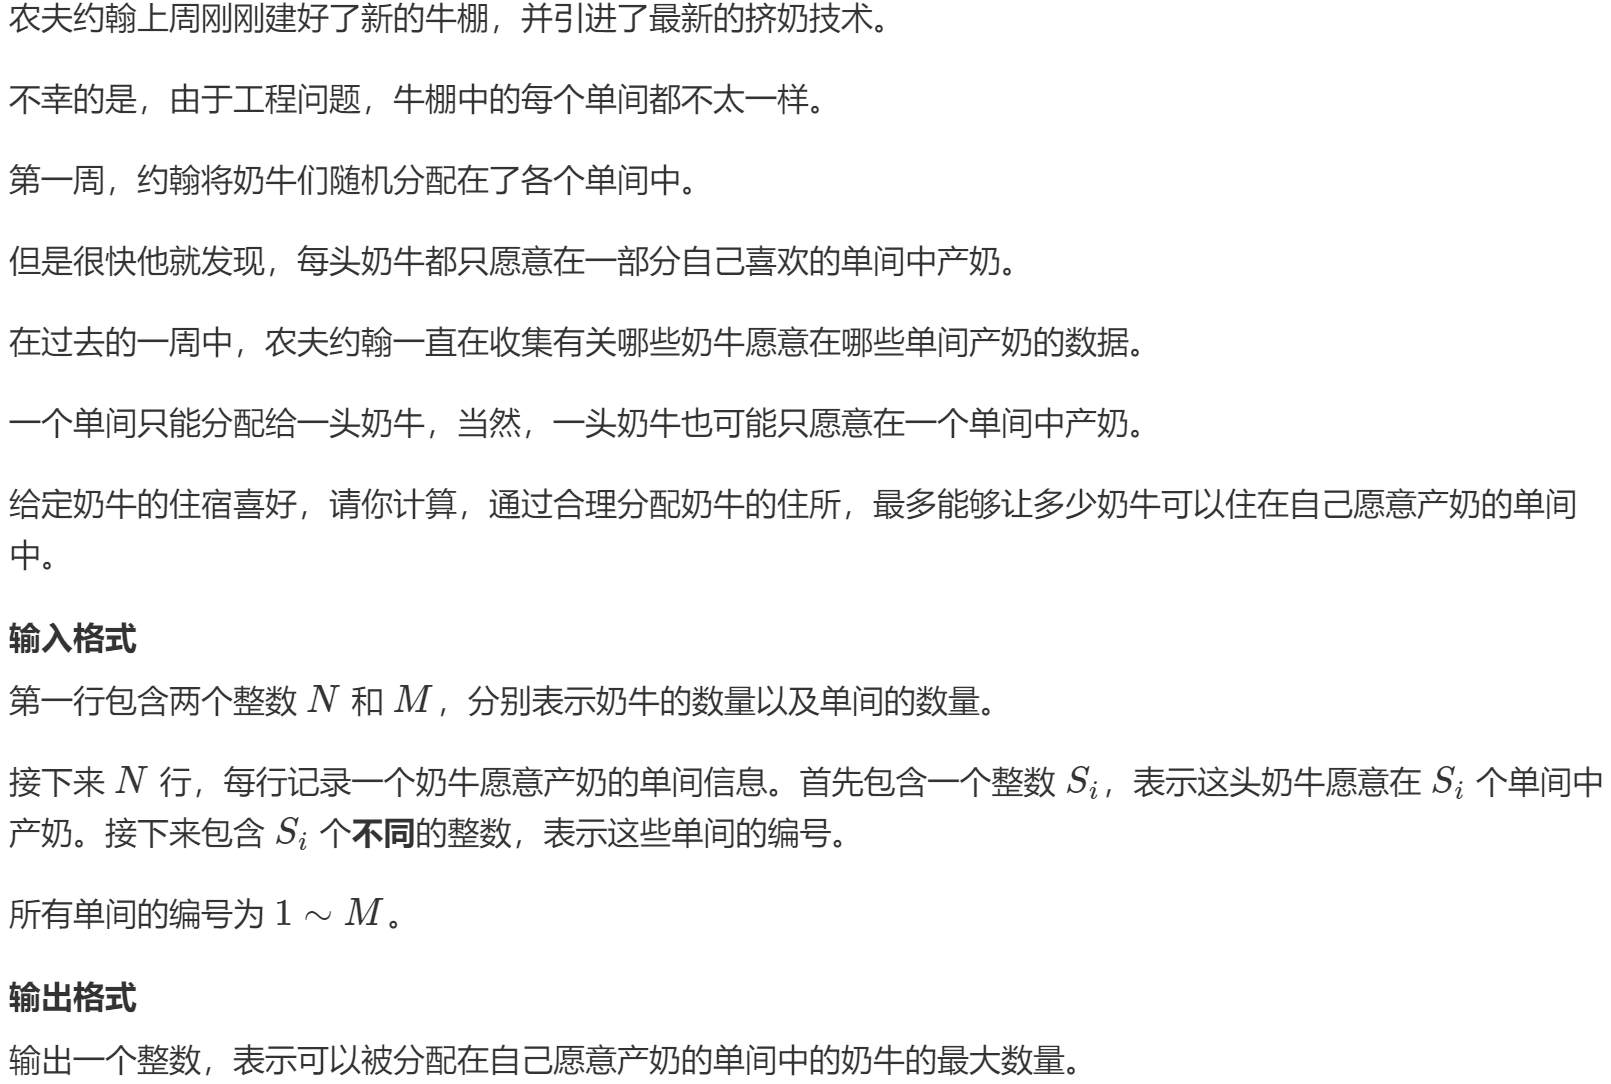 农夫约翰上周刚刚建好了新的牛棚，并引进了最新的挤奶技术。
不幸的是，由于工程问题，牛棚中的每个单间都不太一样。
第一周，约翰将奶牛们随机分配在了各个单间中。
但是很快他就发现，每头奶牛都只愿意在一部分自己喜欢的单间中产奶。
在过去的一周中，农夫约翰一直在收集有关哪些奶牛愿意在哪些单间产奶的数据。
一个单间只能分配给一头奶牛，当然，一头奶牛也可能只愿意在一个单间中产奶。
给定奶牛的住宿喜好，请你计算，通过合理分配奶牛的住所，最多能够让多少奶牛可以住在自己愿意产奶的单间
中。
输入格式
第一行包含两个整数 N 和 M，分别表示奶牛的数量以及单间的数量。
接下来 N 行，每行记录一个奶牛愿意产奶的单间信息。首先包含一个整数 S_i，表示这头奶牛愿意在 S_i 个单间中
产奶。接下来包含 S_i 个不同的整数，表示这些单间的编号。
所有单间的编号为 1 ∼ M。
输出格式
输出一个整数，表示可以被分配在自己愿意产奶的单间中的奶牛的最大数量。